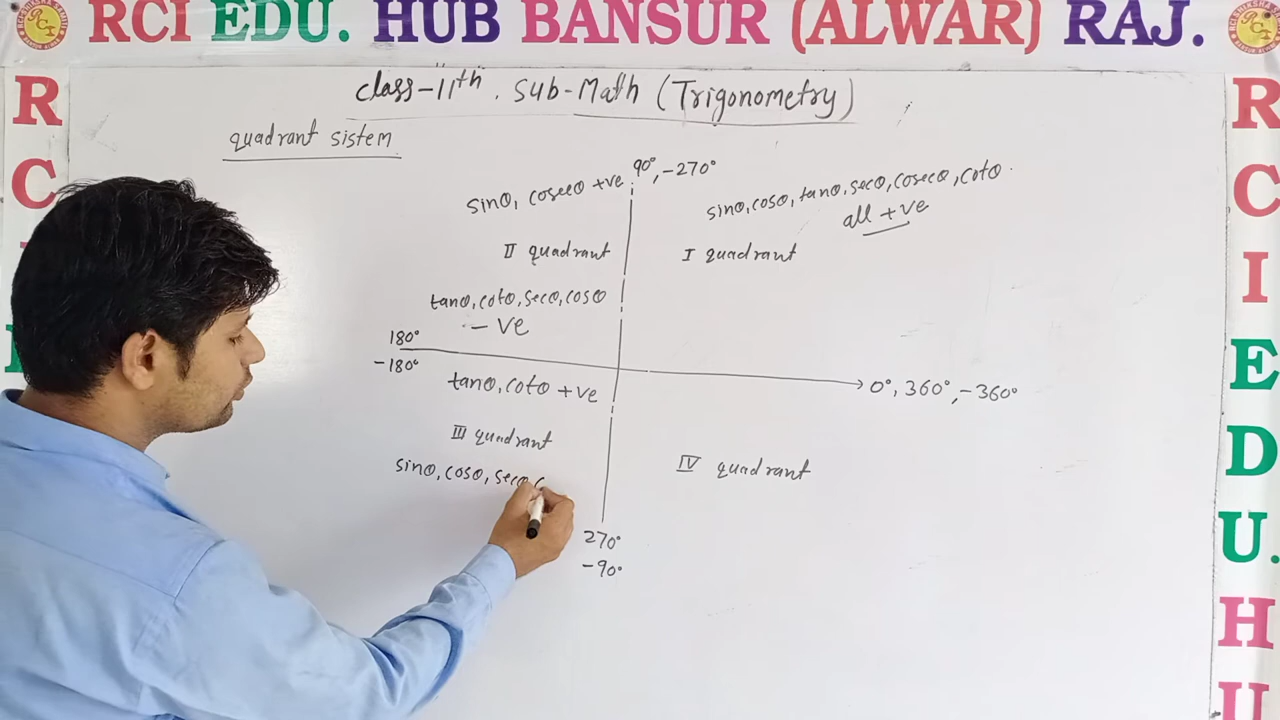 RCI EDU. HUB BANSUR (ALWAR) RAJ.
R
C
R
C
I
E
D
U.
H
U
class-11th. Sub-Math (Trigonometry)
quadrant sistem
sinθ, cosecθ +ve
90°, -270°
sinθ, cosθ, tanθ, secθ, cosecθ, cotθ.
all +ve
II quadrant
I quadrant
tanθ, cotθ, secθ, cosθ
- ve
180°
-180°
0°, 360°, -360°
tanθ, cotθ +ve
III quadrant
IV quadrant
sinθ, cosθ, secθ, c
270°
-90°